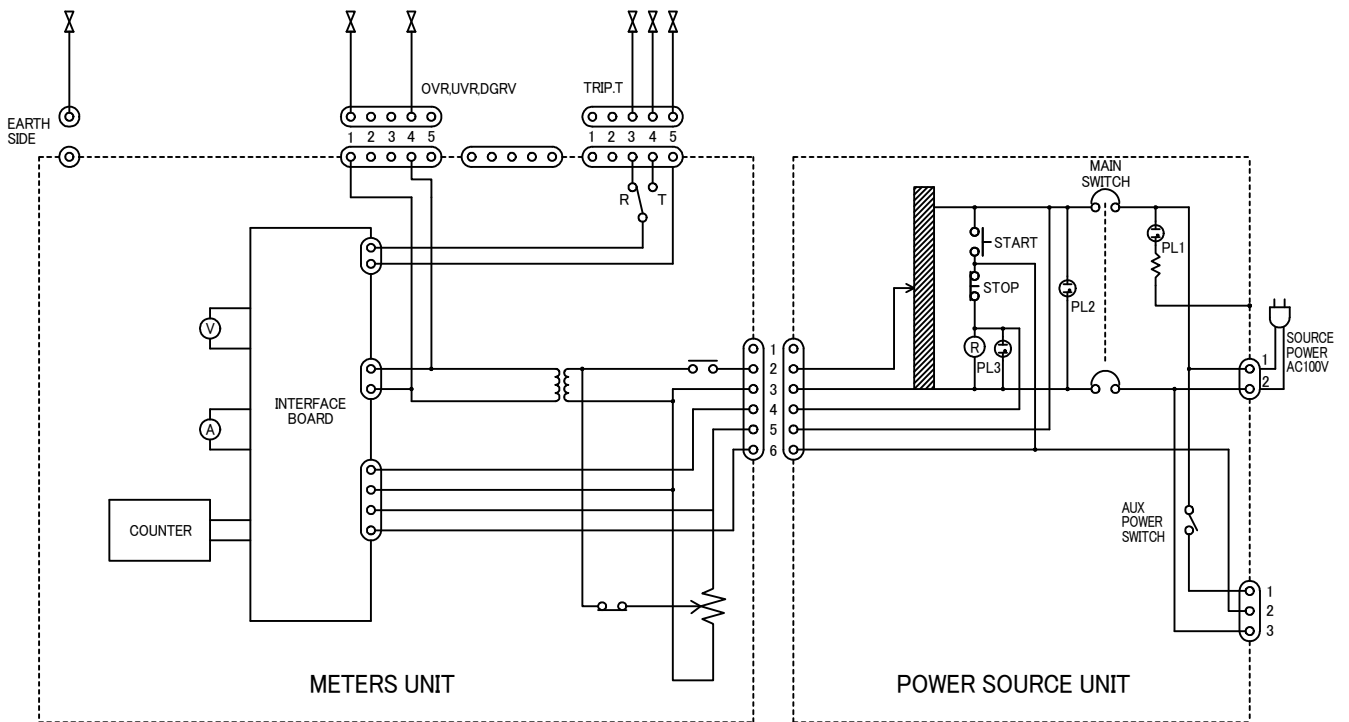 OVR,UVR,DGRV
TRIP.T
EARTH
SIDE
1 2 3 4 5
1 2 3 4 5
MAIN
SWITCH
R
T
START
PL1
STOP
PL2
V
SOURCE
POWER
AC100V
1
2
R
PL3
1
2
3
4
5
6
INTERFACE
BOARD
A
COUNTER
AUX
POWER
SWITCH
1
2
3
METERS UNIT
POWER SOURCE UNIT